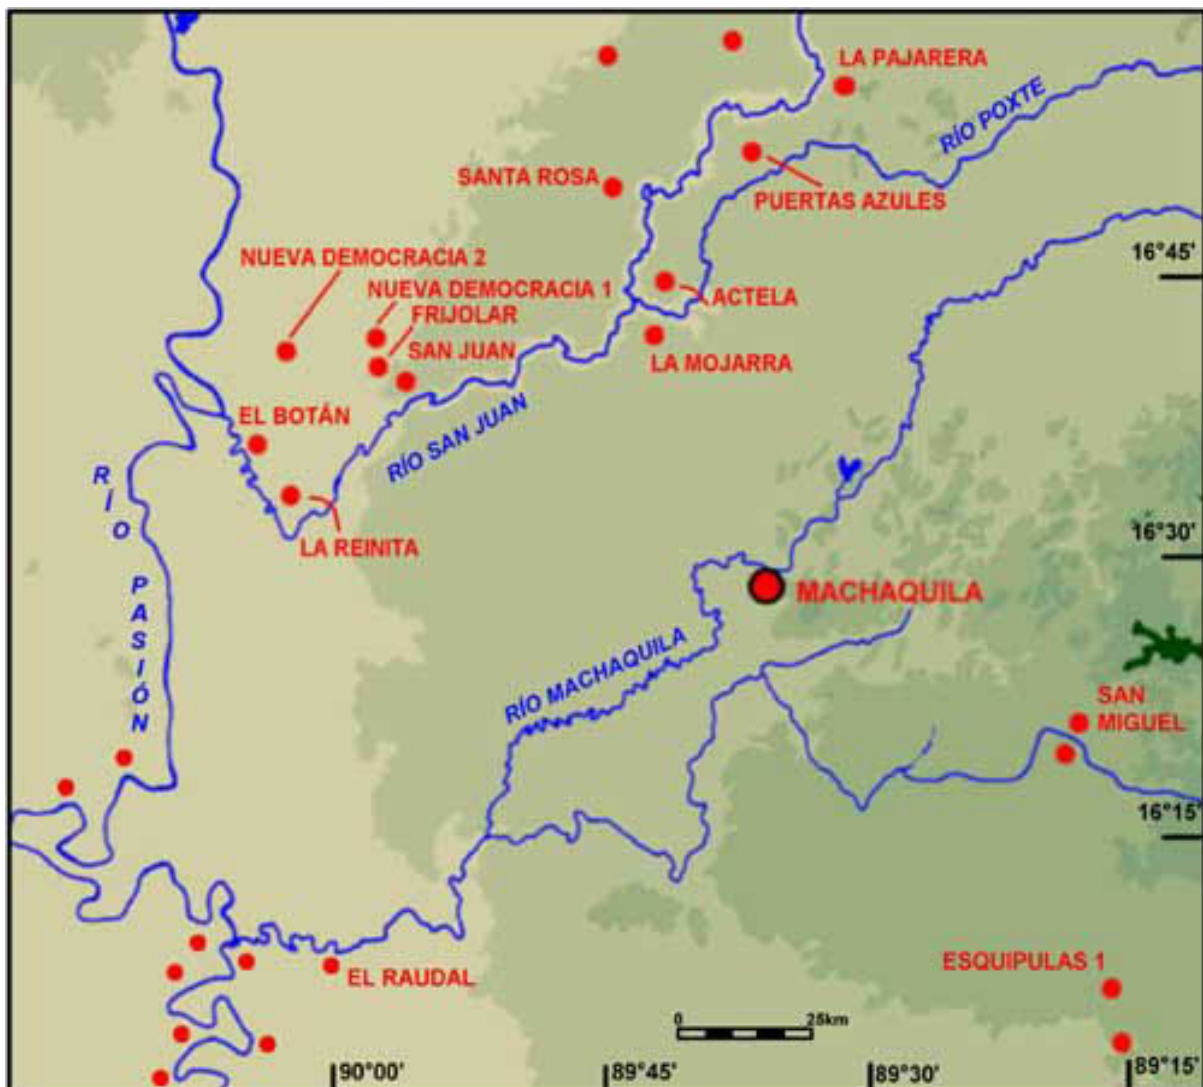 LA PAJARERA
RÍO POXTE
SANTA ROSA
PUERTAS AZULES
NUEVA DEMOCRACIA 2
16°45'
NUEVA DEMOCRACIA 1
ACTELA
FRIJOLAR
SAN JUAN
LA MOJARRA
EL BOTÁN
RÍO SAN JUAN
RÍO PASIÓN
LA REINITA
16°30
MACHAQUILA
RÍO MACHAQUILA
SAN
MIGUEL
16°15'
EL RAUDAL
ESQUIPULAS 1
0 25km
90°00' 89°45' 89°30' 89°15'